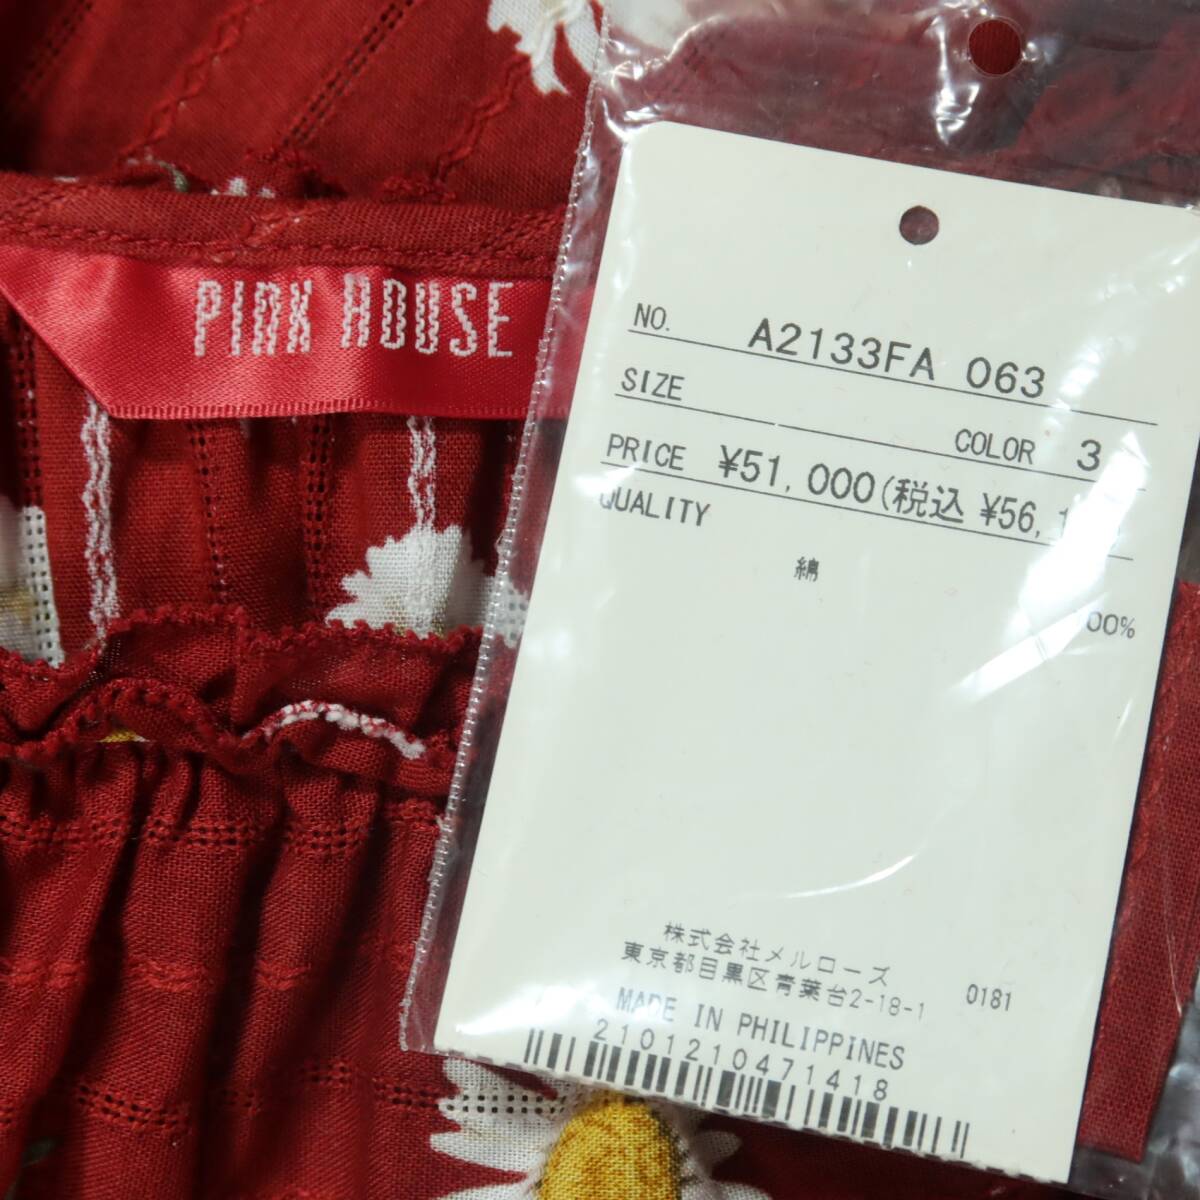 PINK HOUSE
NO. A2133FA 063
SIZE
COLOR 3
PRICE ¥51,000(税込 ¥56,1
QUALITY
綿
00%
株式会社メルローズ
東京都目黒区青葉台2-18-1 0181
MADE IN PHILIPPINES
2101210471418